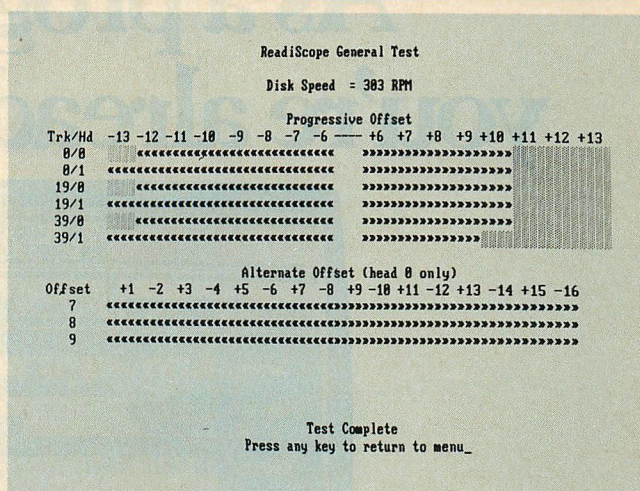 ReadiScope General Test
Disk Speed = 303 RPM
Progressive Offset
Trk/Hd -13 -12 -11 -10 -9 -8 -7 -6 ---- +6 +7 +8 +9 +10 +11 +12 +13
0/0
0/1
19/0
19/1
39/0
39/1
Alternate Offset (head 0 only)
Offset +1 -2 +3 -4 +5 -6 +7 -8 +9 -10 +11 -12 +13 -14 +15 -16
7
8
9
Test Complete
Press any key to return to menu_